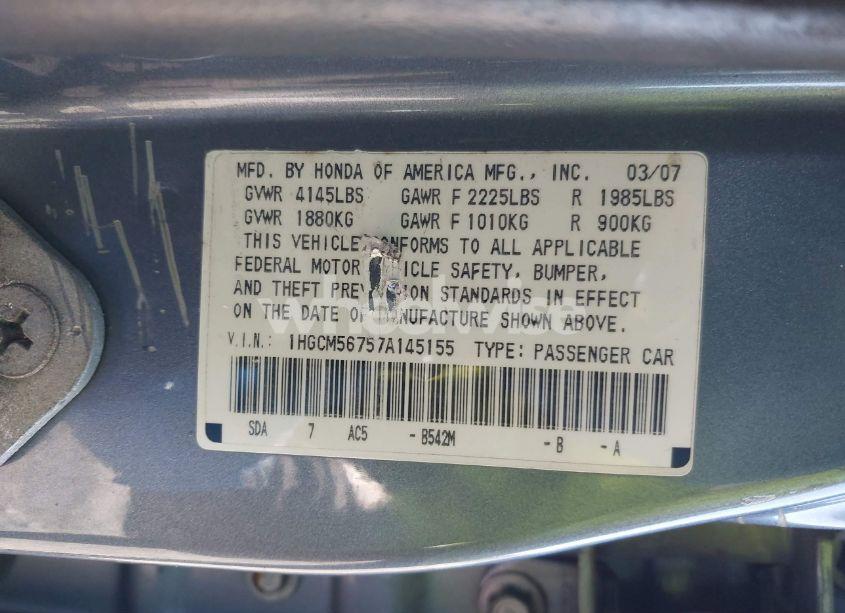 MFD. BY HONDA OF AMERICA MFG., INC. 03/07
GVWR 4145LBS GAWR F 2225LBS R 1985LBS
GVWR 1880KG GAWR F 1010KG R 900KG
THIS VEHICLE CONFORMS TO ALL APPLICABLE
FEDERAL MOTOR VEHICLE SAFETY, BUMPER,
AND THEFT PREVENTION STANDARDS IN EFFECT
ON THE DATE OF MANUFACTURE SHOWN ABOVE.
wheelwise
V.I.N.: 1HGCM56757A145155 TYPE: PASSENGER CAR
SDA 7 AC5 -B542M -B -A